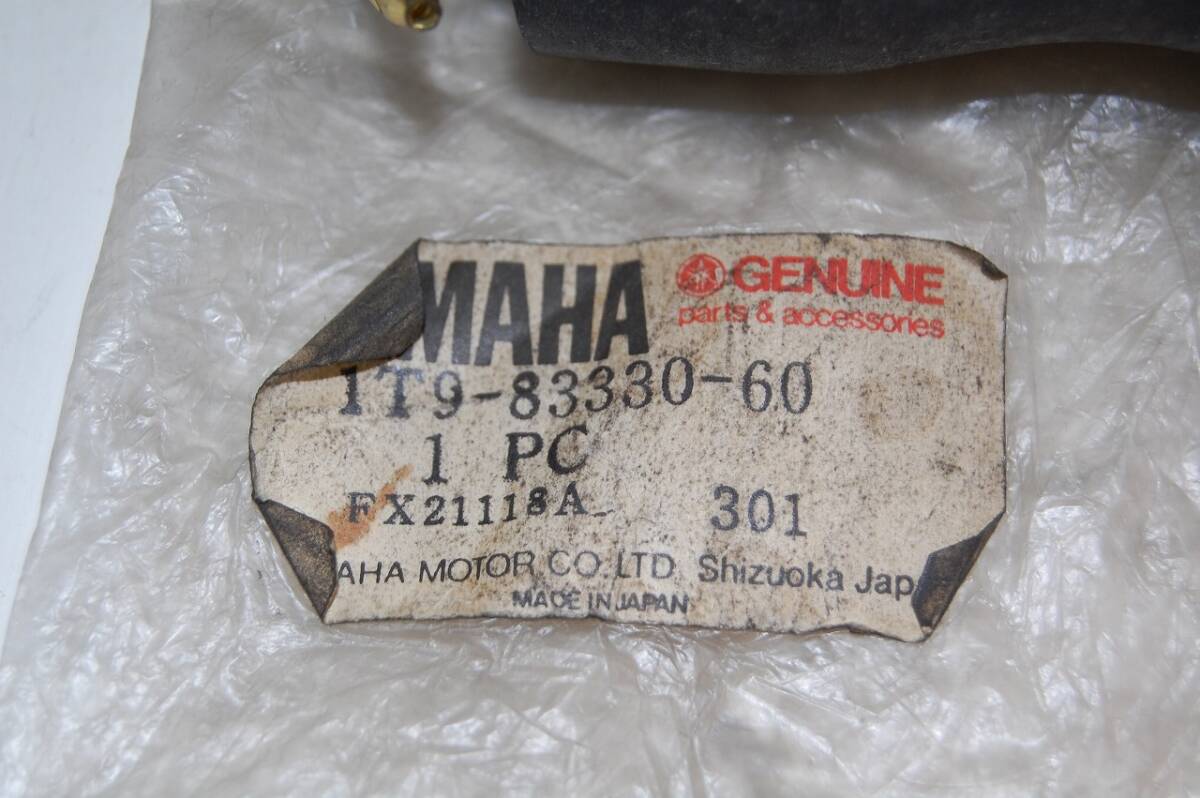 MAHA GENUINE
parts & accessories
1T9-83330-60
1 PC
FX21118A 301
AHA MOTOR CO. LTD Shizuoka Jap
MADE IN JAPAN